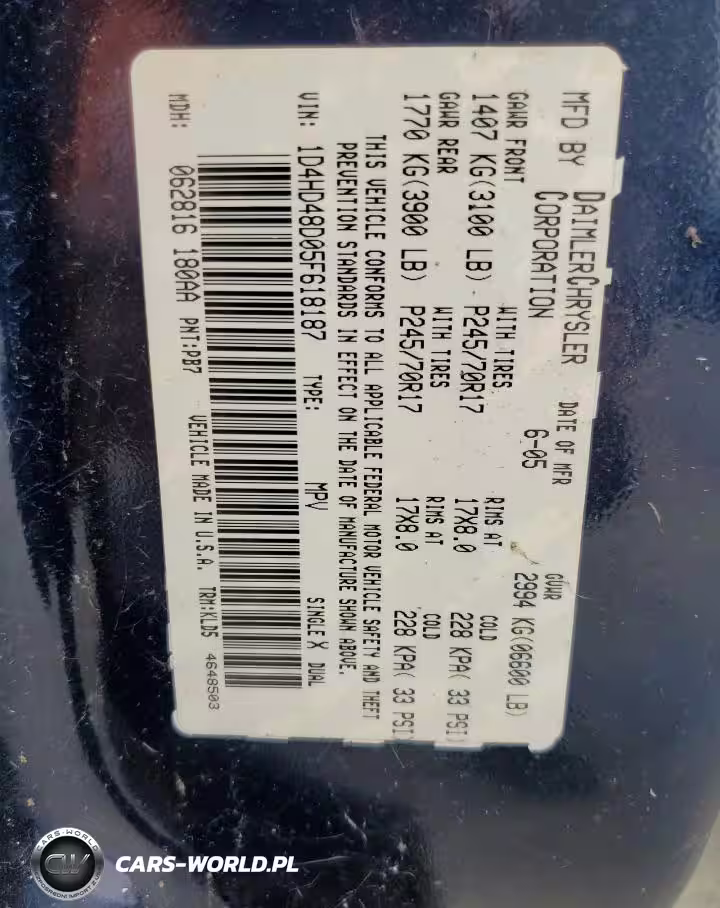 MFD BY DAIMLERCHRYSLER CORPORATION
DATE OF MFR 6-05
GVWR 2994 KG(06600 LB)
GAWR FRONT WITH TIRES RIMS AT COLD
1407 KG(3100 LB) P245/70R17 17X8.0 228 KPA( 33 PSI)
GAWR REAR WITH TIRES RIMS AT COLD
1770 KG(3900 LB) P245/70R17 17X8.0 228 KPA( 33 PSI)
THIS VEHICLE CONFORMS TO ALL APPLICABLE FEDERAL MOTOR VEHICLE SAFETY AND THEFT
PREVENTION STANDARDS IN EFFECT ON THE DATE OF MANUFACTURE SHOWN ABOVE.
VIN: 1D4HD48D05F618187 TYPE: MPV SINGLE X DUAL
MDH: 062816 180AA PNT:PB7 VEHICLE MADE IN U.S.A. TRM:KLD5 4648503
CARS-WORLD
CW
CARS-WORLD.PL